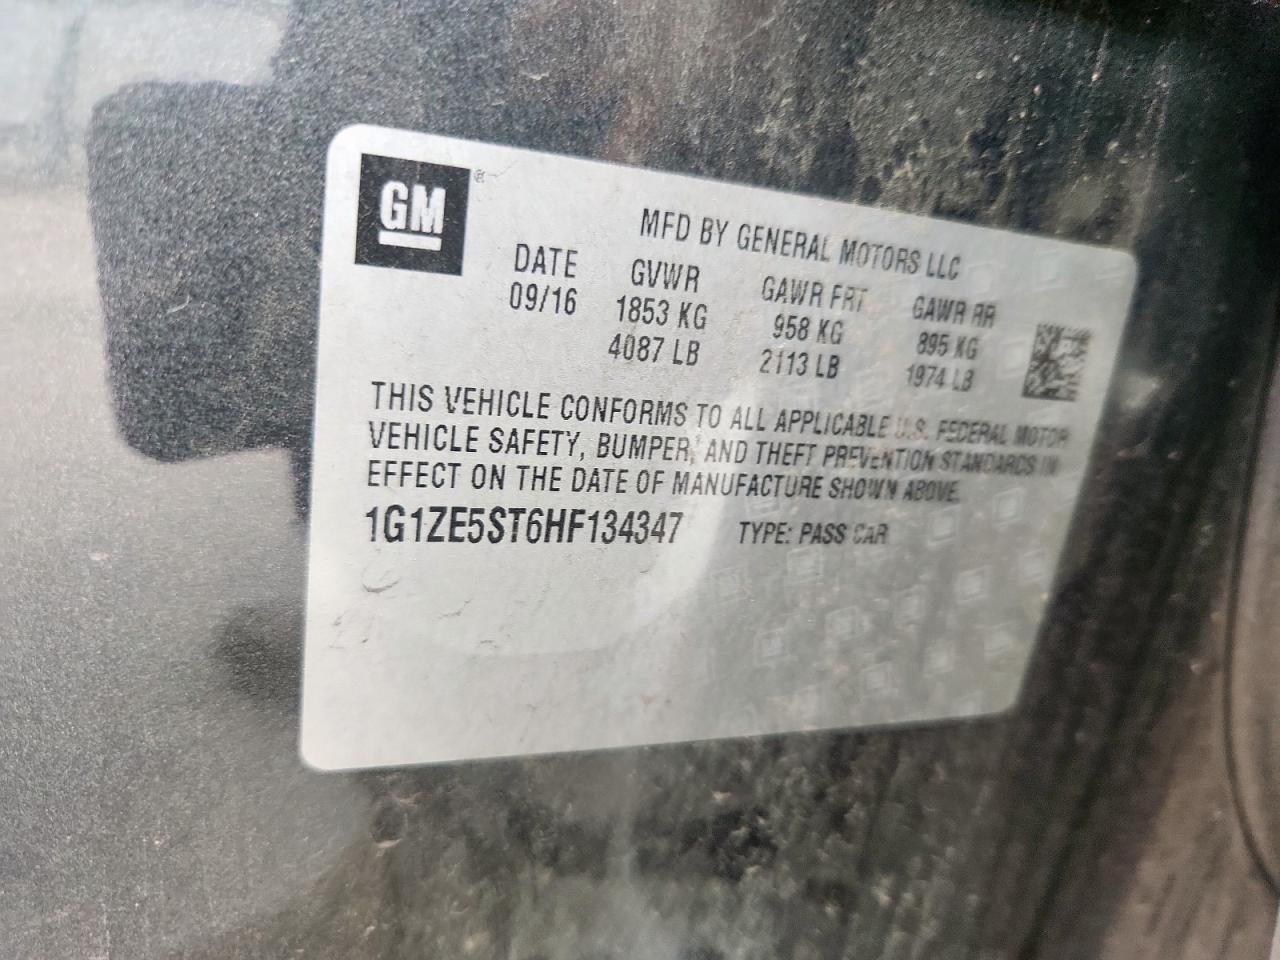 GM ®
MFD BY GENERAL MOTORS LLC
DATE GVWR GAWR FRT GAWR RR
09/16 1853 KG 958 KG 895 KG
4087 LB 2113 LB 1974 LB
THIS VEHICLE CONFORMS TO ALL APPLICABLE U.S. FEDERAL MOTOR
VEHICLE SAFETY, BUMPER, AND THEFT PREVENTION STANDARDS IN
EFFECT ON THE DATE OF MANUFACTURE SHOWN ABOVE.
1G1ZE5ST6HF134347 TYPE: PASS CAR